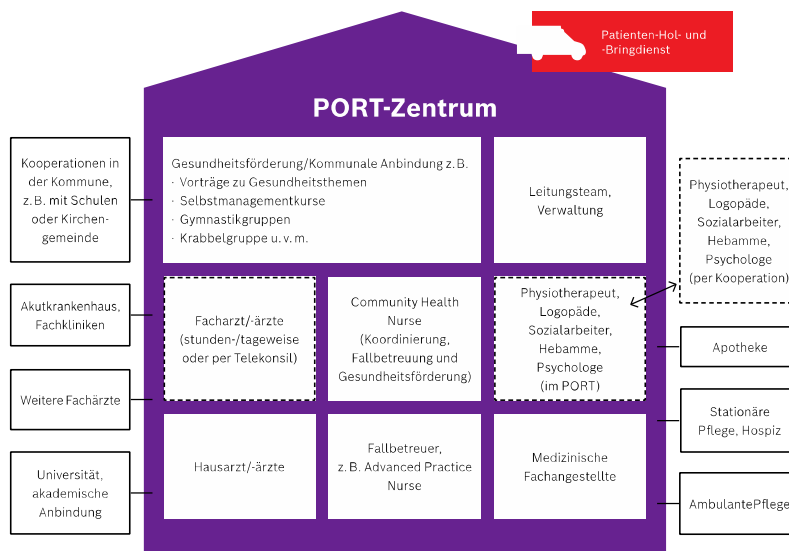 Patienten-Hol- und
-Bringdienst
PORT-Zentrum
Kooperationen in
der Kommune,
z. B. mit Schulen
oder Kirchen-
gemeinde
Gesundheitsförderung/Kommunale Anbindung z. B.
· Vorträge zu Gesundheitsthemen
· Selbstmanagementkurse
· Gymnastikgruppen
· Krabbelgruppe u. v. m.
Leitungsteam,
Verwaltung
Physiotherapeut,
Logopäde,
Sozialarbeiter,
Hebamme,
Psychologe
(per Kooperation)
Akutkrankenhaus,
Fachkliniken
Facharzt/-ärzte
(stunden-/tageweise
oder per Telekonsil)
Community Health
Nurse
(Koordinierung,
Fallbetreuung und
Gesundheitsförderung)
Physiotherapeut,
Logopäde,
Sozialarbeiter,
Hebamme,
Psychologe
(im PORT)
Apotheke
Weitere Fachärzte
Stationäre
Pflege, Hospiz
Universität,
akademische
Anbindung
Hausarzt/-ärzte
Fallbetreuer,
z. B. Advanced Practice
Nurse
Medizinische
Fachangestellte
AmbulantePflege